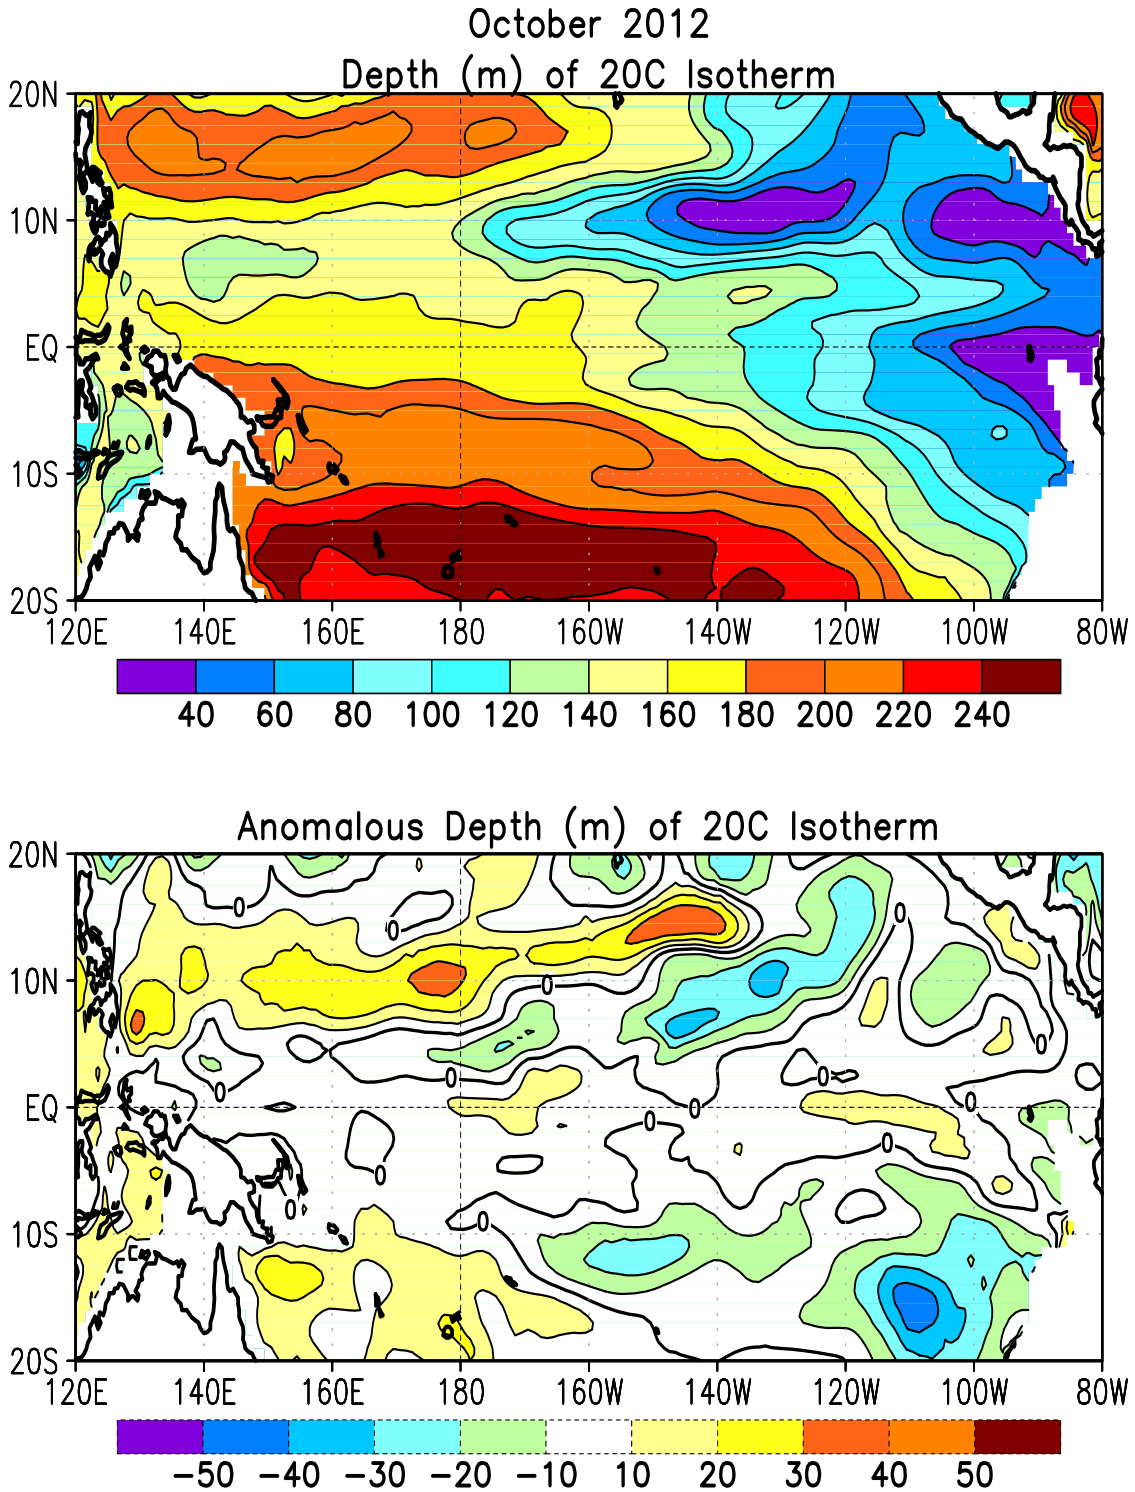 October 2012
Depth (m) of 20C Isotherm
20N
10N
EQ
10S
20S
120E 140E 160E 180 160W 140W 120W 100W 80W
40 60 80 100 120 140 160 180 200 220 240
Anomalous Depth (m) of 20C Isotherm
20N
0 0 0
10N
0
0
0 0 0
EQ
0 0 0
0 0
0 0
10S
20S
120E 140E 160E 180 160W 140W 120W 100W 80W
−50 −40 −30 −20 −10 10 20 30 40 50